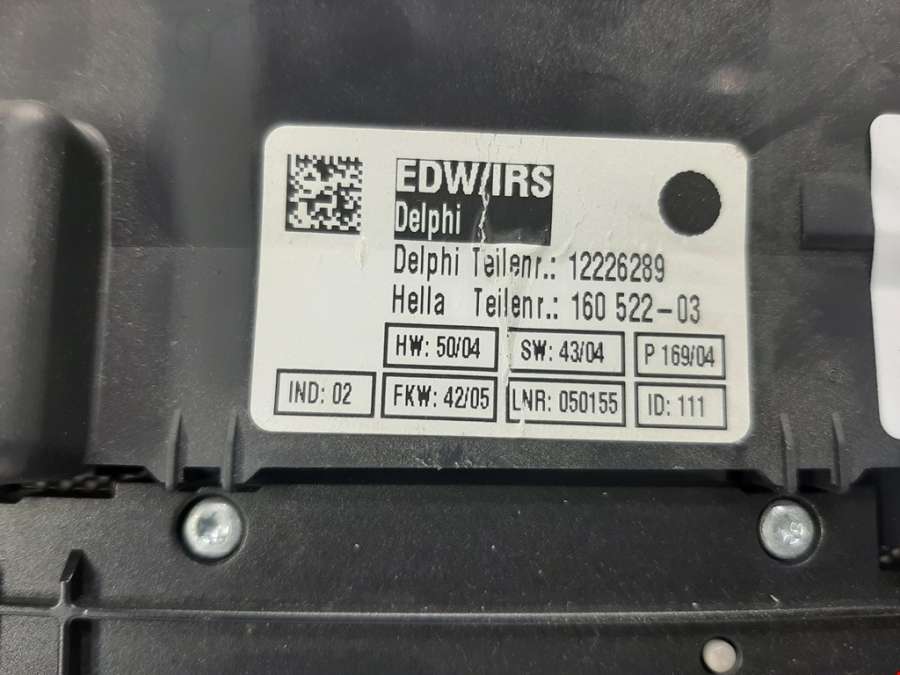 EDW/IRS
Delphi
Delphi Teilenr.: 12226289
Hella Teilenr.: 160 522-03
HW: 50/04 SW: 43/04 P 169/04
IND: 02 FKW: 42/05 LNR: 050155 ID: 111